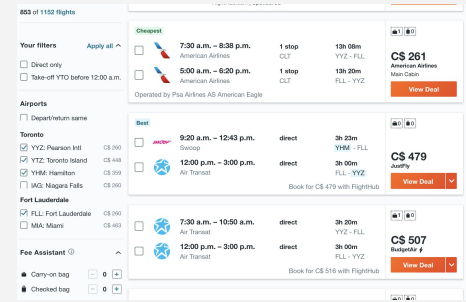 853 of 1152 flights
Your filters
Apply all
Direct only
Take-off YTO before 12:00 a.m.
Airports
Depart/return same
Toronto
YYZ: Pearson Intl C$ 260
YTZ: Toronto Island C$ 448
YHM: Hamilton C$ 359
IAG: Niagara Falls C$ 260
Fort Lauderdale
FLL: Fort Lauderdale C$ 260
MIA: Miami C$ 463
Fee Assistant
Carry-on bag - 0 +
Checked bag - 0 +
Cheapest
7:30 a.m. – 8:38 p.m. 1 stop 13h 08m
American Airlines CLT YYZ - FLL
5:00 a.m. – 6:20 p.m. 1 stop 13h 20m
American Airlines CLT FLL - YYZ
Operated by Psa Airlines AS American Eagle
1 0
C$ 261
American Airlines
Main Cabin
View Deal
Best
9:20 a.m. – 12:43 p.m. direct 3h 23m
swoop Swoop YHM - FLL
12:00 p.m. – 3:00 p.m. direct 3h 00m
Air Transat FLL - YYZ
Book for C$ 479 with FlightHub
0 0
C$ 479
JustFly
View Deal
7:30 a.m. – 10:50 a.m. direct 3h 20m
Air Transat YYZ - FLL
12:00 p.m. – 3:00 p.m. direct 3h 00m
Air Transat FLL - YYZ
Book for C$ 516 with FlightHub
1 0
C$ 507
BudgetAir
View Deal
0 0